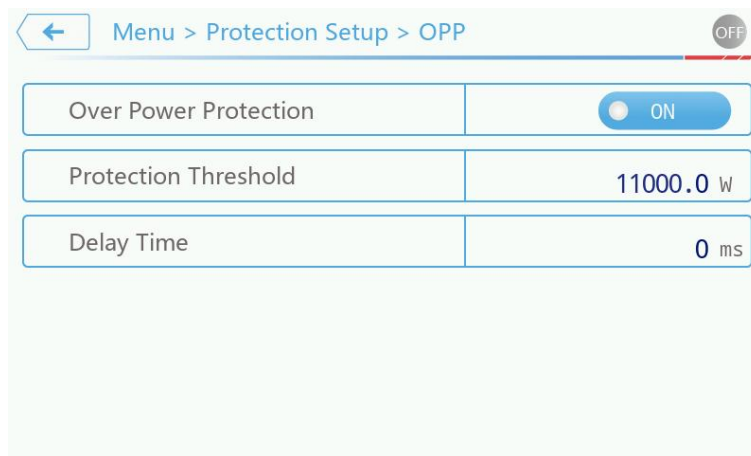 Menu > Protection Setup > OPP OFF
Over Power Protection ON
Protection Threshold 11000.0 W
Delay Time 0 ms